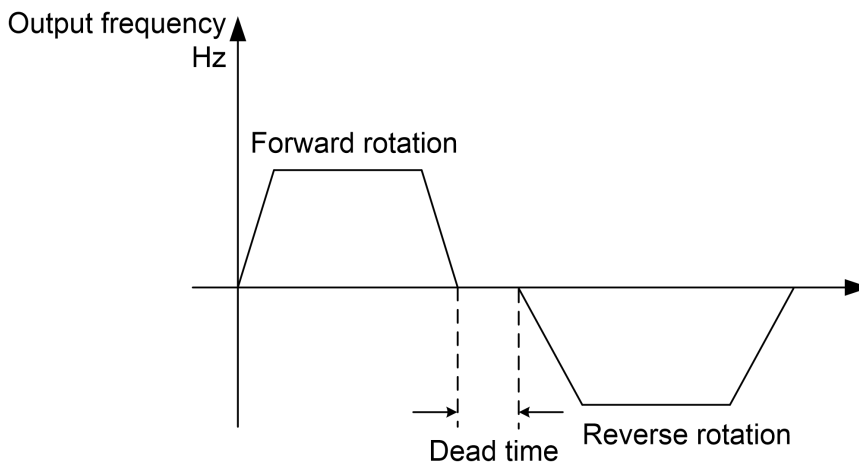 Output frequency
Hz
Forward rotation
Dead time
Reverse rotation